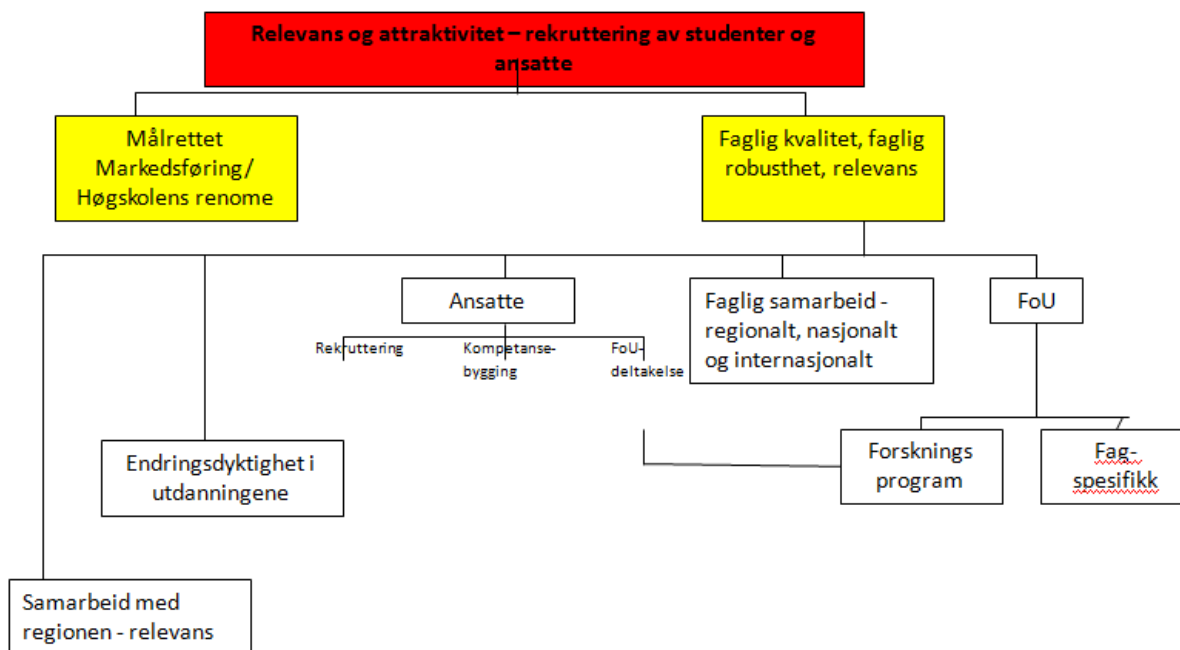 Relevans og attraktivitet – rekruttering av studenter og
ansatte
Målrettet
Markedsføring/
Høgskolens renome
Faglig kvalitet, faglig
robusthet, relevans
Ansatte
Faglig samarbeid -
regionalt, nasjonalt
og internasjonalt
FoU
Rekruttering
Kompetanse-
bygging
FoU-
deltakelse
Endringsdyktighet i
utdanningene
Forsknings
program
Fag-
spesifikk
Samarbeid med
regionen - relevans